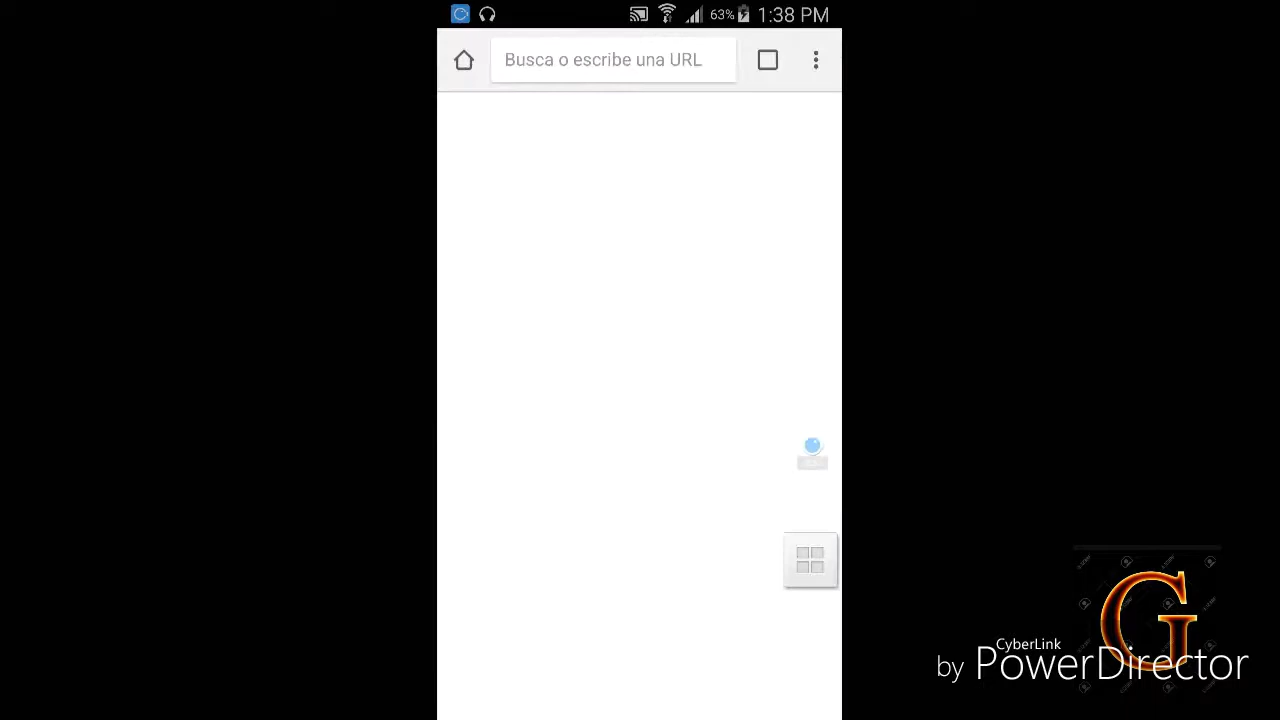 63% 1:38 PM
Busca o escribe una URL
G
CyberLink
by PowerDirector